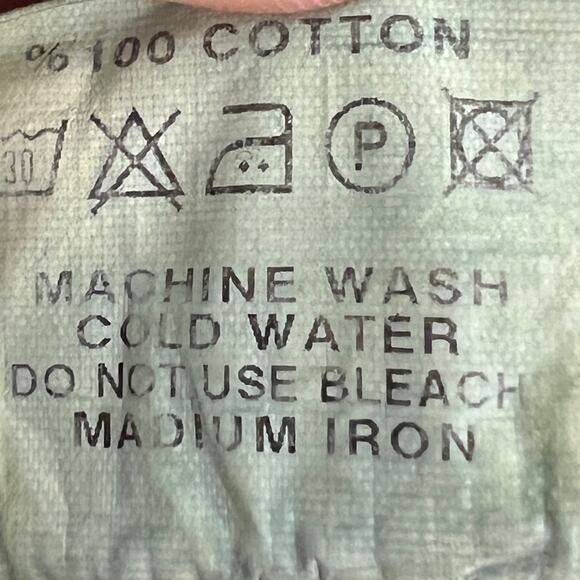 % 100 COTTON
30 P
MACHINE WASH
COLD WATER
DO NOT USE BLEACH
MADIUM IRON